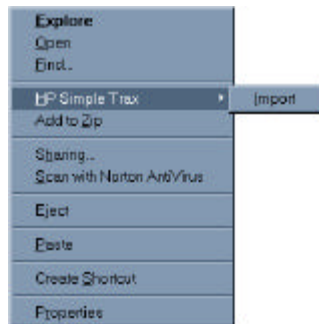 Explore
Open
Find...
HP Simple Trax
Import
Add to Zip
Sharing...
Scan with Norton AntiVirus
Eject
Paste
Create Shortcut
Properties